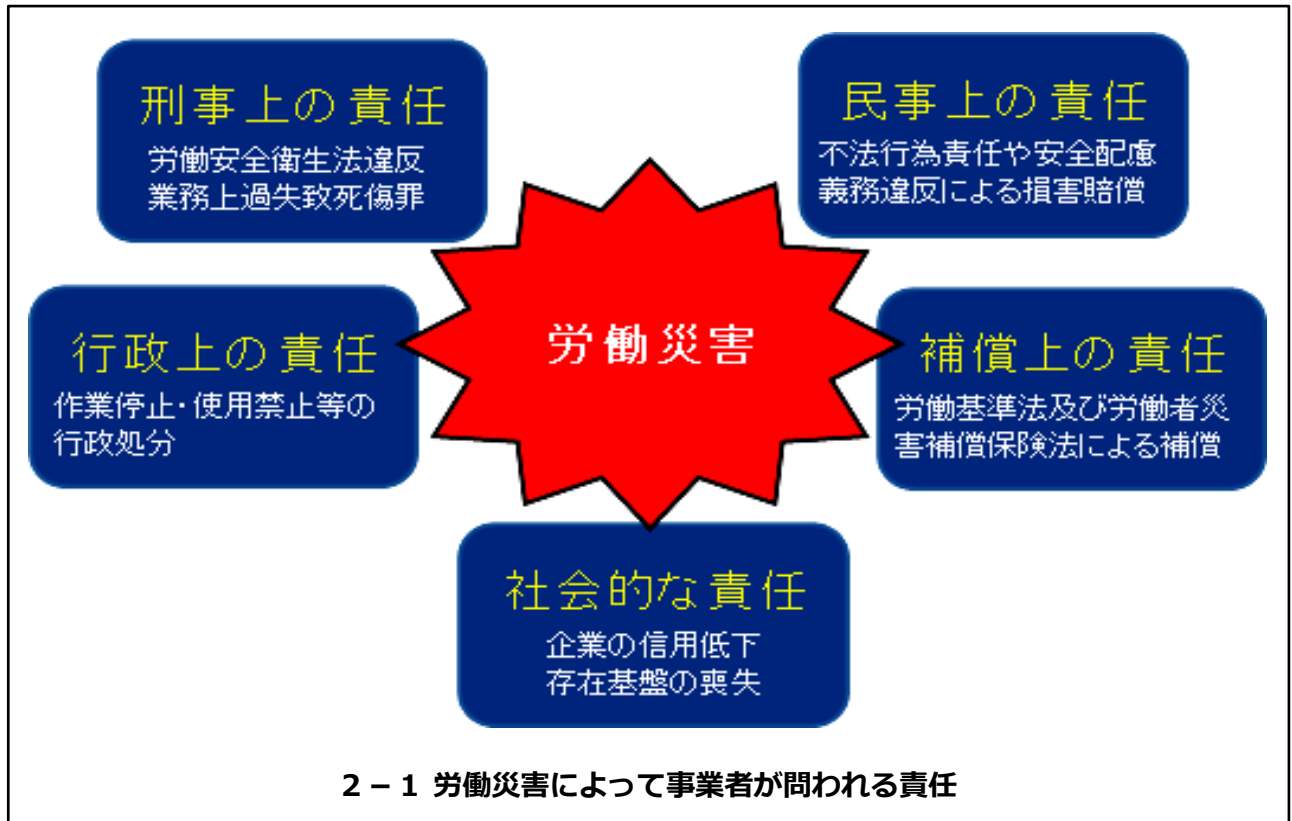 刑事上の責任
労働安全衛生法違反
業務上過失致死傷罪
民事上の責任
不法行為責任や安全配慮
義務違反による損害賠償
行政上の責任
作業停止・使用禁止等の
行政処分
労働災害
補償上の責任
労働基準法及び労働者災
害補償保険法による補償
社会的な責任
企業の信用低下
存在基盤の喪失
2－1 労働災害によって事業者が問われる責任